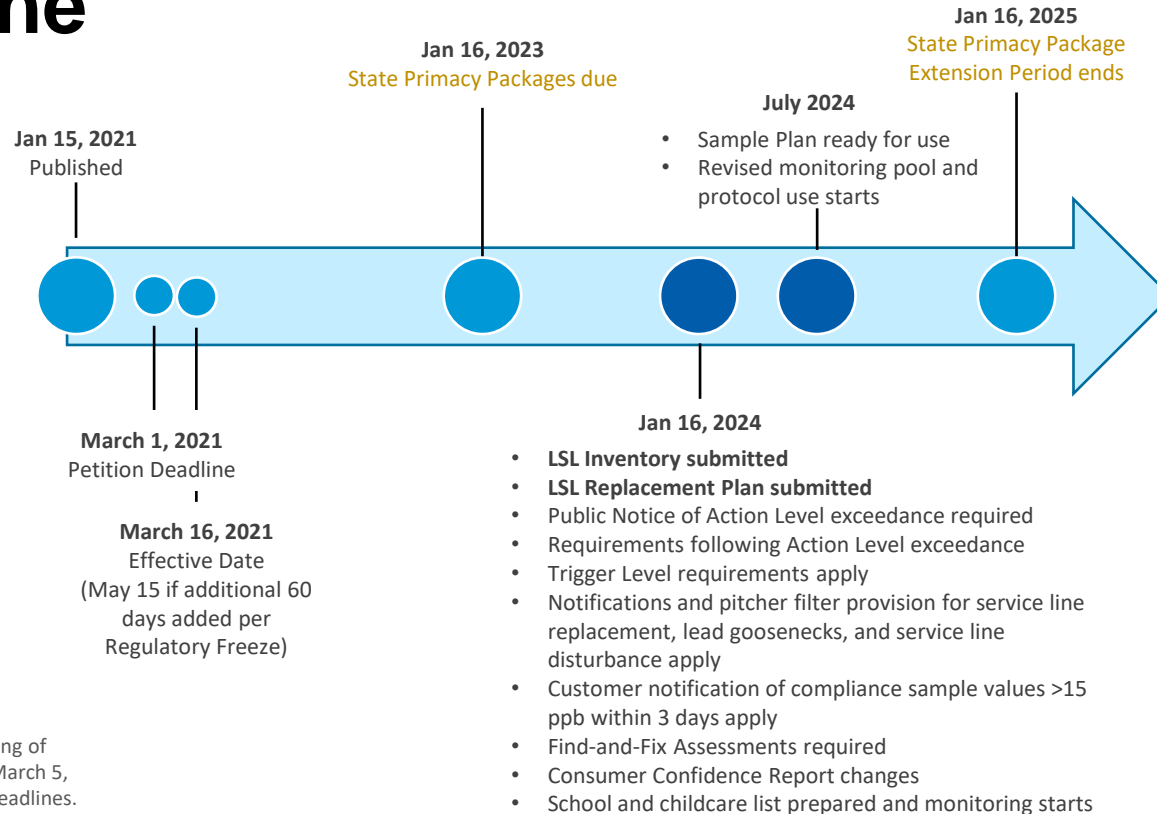 Jan 16, 2025
State Primacy Package
Extension Period ends
Jan 16, 2023
State Primacy Packages due
July 2024
• Sample Plan ready for use
• Revised monitoring pool and
protocol use starts
Jan 15, 2021
Published
March 1, 2021
Petition Deadline
March 16, 2021
Effective Date
(May 15 if additional 60
days added per
Regulatory Freeze)
Jan 16, 2024
• LSL Inventory submitted
• LSL Replacement Plan submitted
• Public Notice of Action Level exceedance required
• Requirements following Action Level exceedance
• Trigger Level requirements apply
• Notifications and pitcher filter provision for service line
replacement, lead goosenecks, and service line
disturbance apply
• Customer notification of compliance sample values >15
ppb within 3 days apply
• Find-and-Fix Assessments required
• Consumer Confidence Report changes
• School and childcare list prepared and monitoring starts
of
March 5,